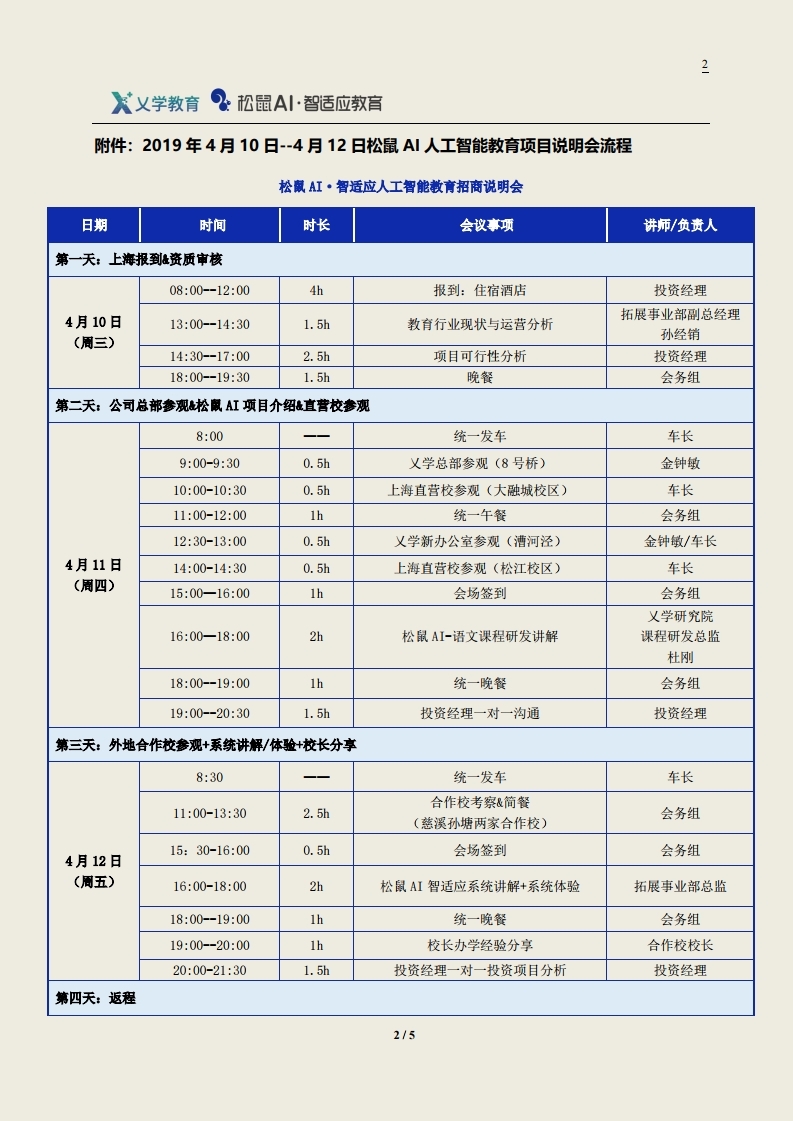 2
乂学教育 松鼠AI·智适应教育
附件：2019 年 4 月 10 日--4 月 12 日松鼠 AI 人工智能教育项目说明会流程
松鼠 AI·智适应人工智能教育招商说明会
日期 时间 时长 会议事项 讲师/负责人
第一天：上海报到&资质审核
4 月 10 日
（周三）
08:00--12:00 4h 报到：住宿酒店 投资经理
13:00--14:30 1.5h 教育行业现状与运营分析 拓展事业部副总经理
孙经销
14:30--17:00 2.5h 项目可行性分析 投资经理
18:00--19:30 1.5h 晚餐 会务组
第二天：公司总部参观&松鼠 AI 项目介绍&直营校参观
4 月 11 日
（周四）
8:00 —— 统一发车 车长
9:00-9:30 0.5h 乂学总部参观（8 号桥） 金钟敏
10:00-10:30 0.5h 上海直营校参观（大融城校区） 车长
11:00-12:00 1h 统一午餐 会务组
12:30-13:00 0.5h 乂学新办公室参观（漕河泾） 金钟敏/车长
14:00-14:30 0.5h 上海直营校参观（松江校区） 车长
15:00--16:00 1h 会场签到 会务组
16:00--18:00 2h 松鼠 AI-语文课程研发讲解 乂学研究院
课程研发总监
杜刚
18:00--19:00 1h 统一晚餐 会务组
19:00--20:30 1.5h 投资经理一对一沟通 投资经理
第三天：外地合作校参观+系统讲解/体验+校长分享
4 月 12 日
（周五）
8:30 —— 统一发车 车长
11:00-13:30 2.5h 合作校考察&简餐
（慈溪孙塘两家合作校） 会务组
15：30-16:00 0.5h 会场签到 会务组
16:00-18:00 2h 松鼠 AI 智适应系统讲解+系统体验 拓展事业部总监
18:00--19:00 1h 统一晚餐 会务组
19:00--20:00 1h 校长办学经验分享 合作校校长
20:00-21:30 1.5h 投资经理一对一投资项目分析 投资经理
第四天：返程
2 / 5